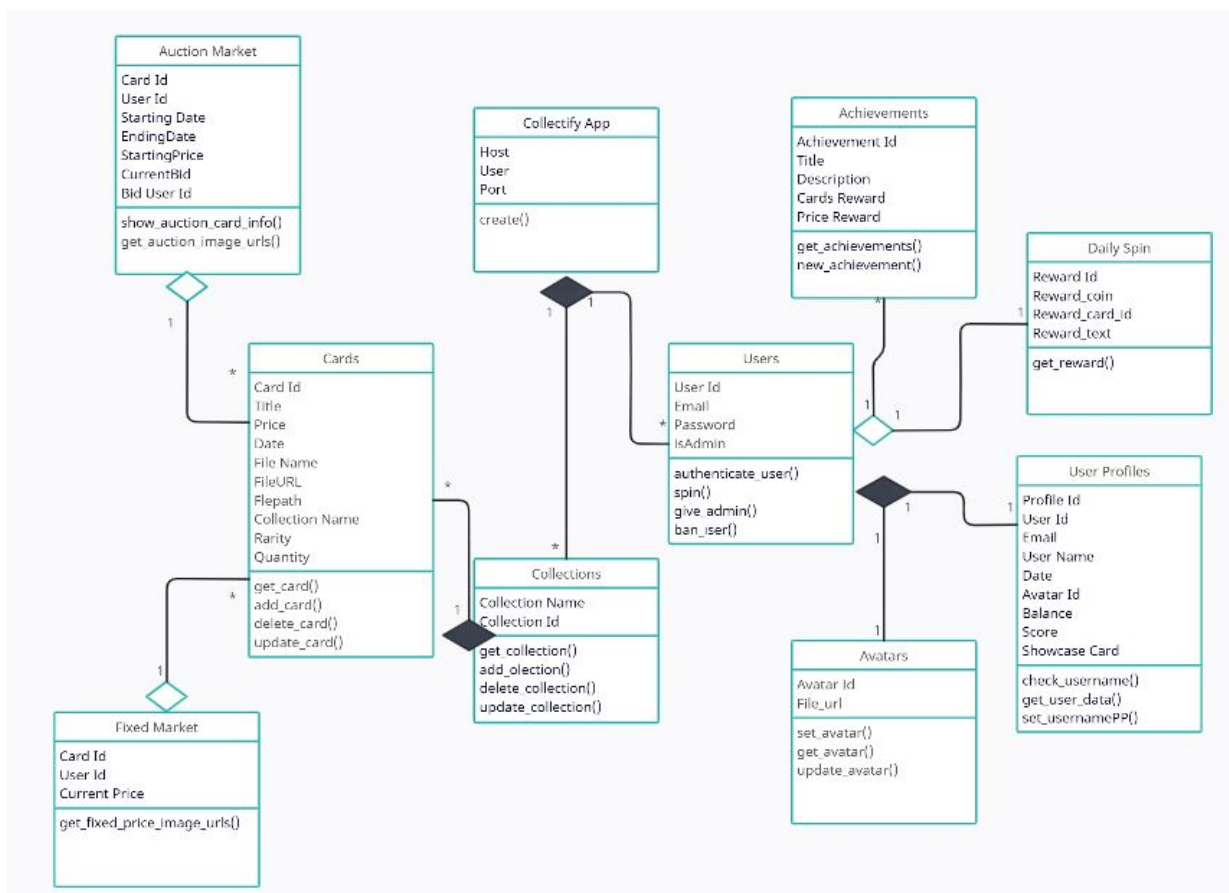 Auction Market
Card Id
User Id
Starting Date
EndingDate
StartingPrice
CurrentBid
Bid User Id
show_auction_card_info()
get_auction_image_urls()
1
*
Collectify App
Host
User
Port
create()
1
1
*
*
Achievements
Achievement Id
Title
Description
Cards Reward
Price Reward
get_achievements()
new_achievement()
*
1
Daily Spin
Reward Id
Reward_coin
Reward_card_id
Reward_text
get_reward()
1
1
Cards
Card Id
Title
Price
Date
File Name
FileURL
Flepath
Collection Name
Rarity
Quantity
get_card()
add_card()
delete_card()
update_card()
*
1
*
1
Users
User Id
Email
Password
isAdmin
authenticate_user()
spin()
give_admin()
ban_iser()
1
1
1
1
User Profiles
Profile Id
User Id
Email
User Name
Date
Avatar Id
Balance
Score
Showcase Card
check_username()
get_user_data()
set_usernamePP()
Collections
Collection Name
Collection Id
get_collection()
add_olection()
delete_collection()
update_collection()
Avatars
Avatar Id
File_url
set_avatar()
get_avatar()
update_avatar()
Fixed Market
Card Id
User Id
Current Price
get_fixed_price_image_urls()